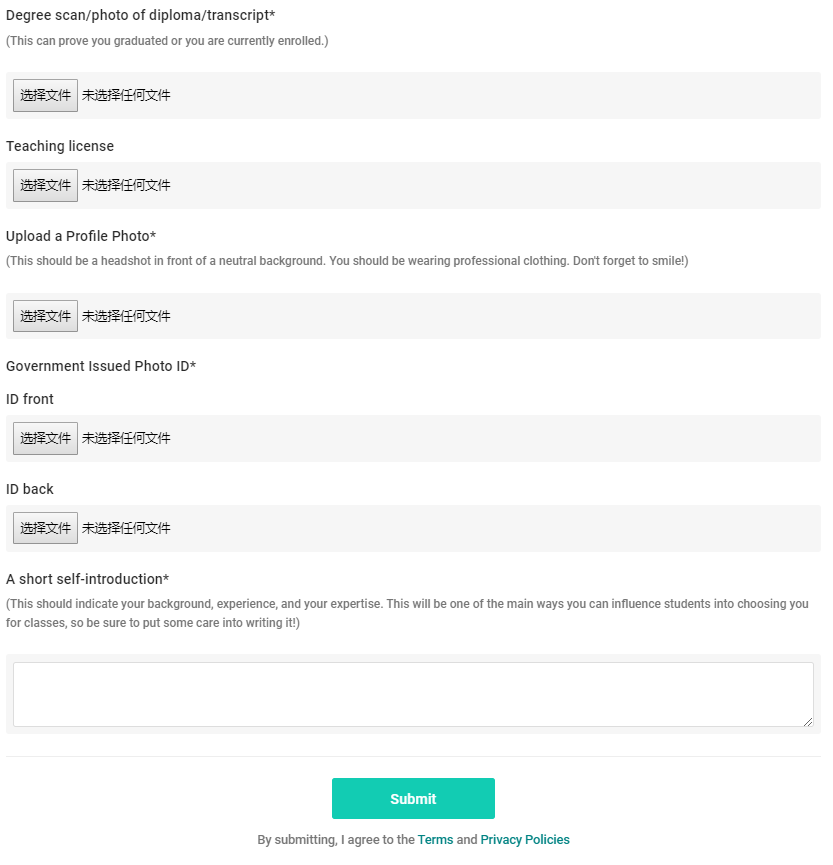 Degree scan/photo of diploma/transcript*
(This can prove you graduated or you are currently enrolled.)
选择文件 未选择任何文件
Teaching license
选择文件 未选择任何文件
Upload a Profile Photo*
(This should be a headshot in front of a neutral background. You should be wearing professional clothing. Don't forget to smile!)
选择文件 未选择任何文件
Government Issued Photo ID*
ID front
选择文件 未选择任何文件
ID back
选择文件 未选择任何文件
A short self-introduction*
(This should indicate your background, experience, and your expertise. This will be one of the main ways you can influence students into choosing you
for classes, so be sure to put some care into writing it!)
Submit
By submitting, I agree to the Terms and Privacy Policies